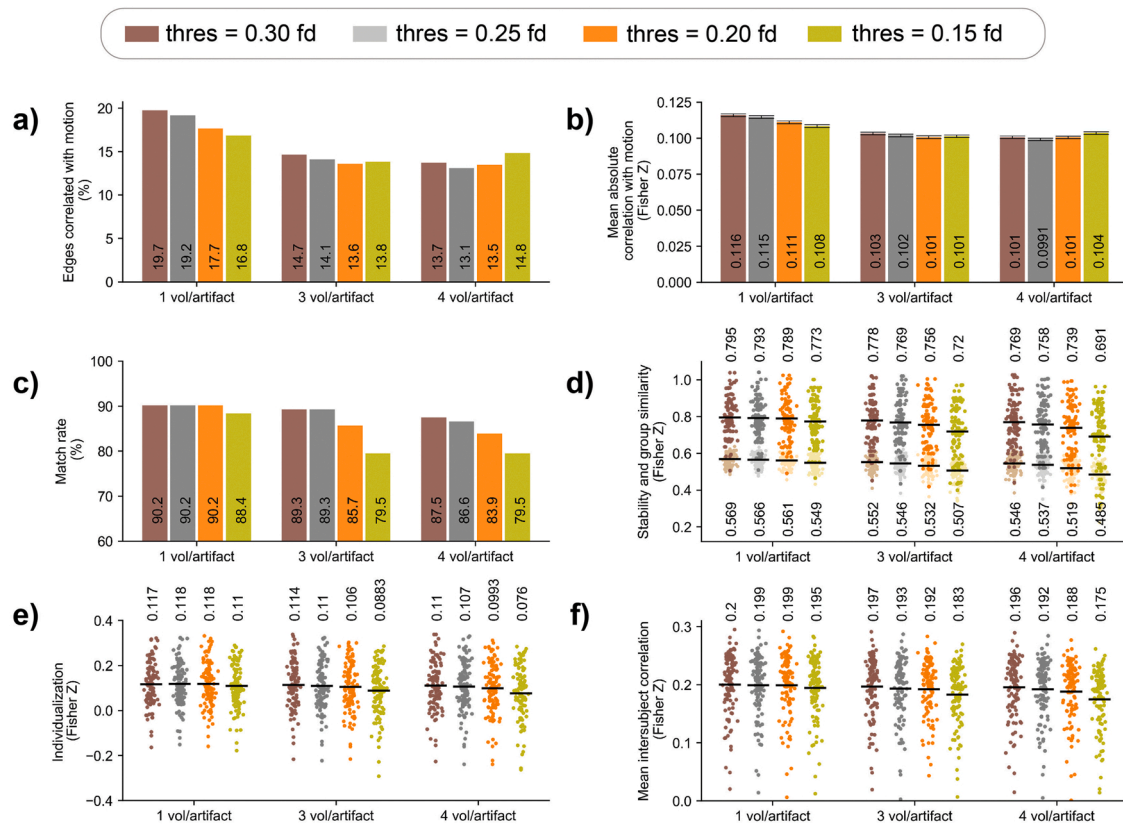 thres = 0.30 fd
thres = 0.25 fd
thres = 0.20 fd
thres = 0.15 fd
a)
Edges correlated with motion
(%)
20
15
10
5
0
19.7
19.2
17.7
16.8
14.7
14.1
13.6
13.8
13.7
13.1
13.5
14.8
1 vol/artifact
3 vol/artifact
4 vol/artifact
b)
Mean absolute
correlation with motion
(Fisher Z)
0.125
0.100
0.075
0.050
0.025
0.000
0.116
0.115
0.111
0.108
0.103
0.102
0.101
0.101
0.101
0.0991
0.101
0.104
1 vol/artifact
3 vol/artifact
4 vol/artifact
c)
Match rate
(%)
100
90
80
70
60
90.2
90.2
90.2
88.4
89.3
89.3
85.7
79.5
87.5
86.6
83.9
79.5
1 vol/artifact
3 vol/artifact
4 vol/artifact
d)
Stability and group similarity
(Fisher Z)
1.0
0.8
0.6
0.4
0.2
0.795
0.793
0.789
0.773
0.778
0.769
0.756
0.72
0.769
0.758
0.739
0.691
0.569
0.566
0.561
0.549
0.552
0.546
0.532
0.507
0.546
0.537
0.519
0.485
1 vol/artifact
3 vol/artifact
4 vol/artifact
e)
Individualization
(Fisher Z)
0.4
0.2
0.0
−0.2
−0.4
0.117
0.118
0.118
0.11
0.114
0.11
0.106
0.0883
0.11
0.107
0.0993
0.076
1 vol/artifact
3 vol/artifact
4 vol/artifact
f)
Mean intersubject correlation
(Fisher Z)
0.3
0.2
0.1
0.0
0.2
0.199
0.199
0.195
0.197
0.193
0.192
0.183
0.196
0.192
0.188
0.175
1 vol/artifact
3 vol/artifact
4 vol/artifact